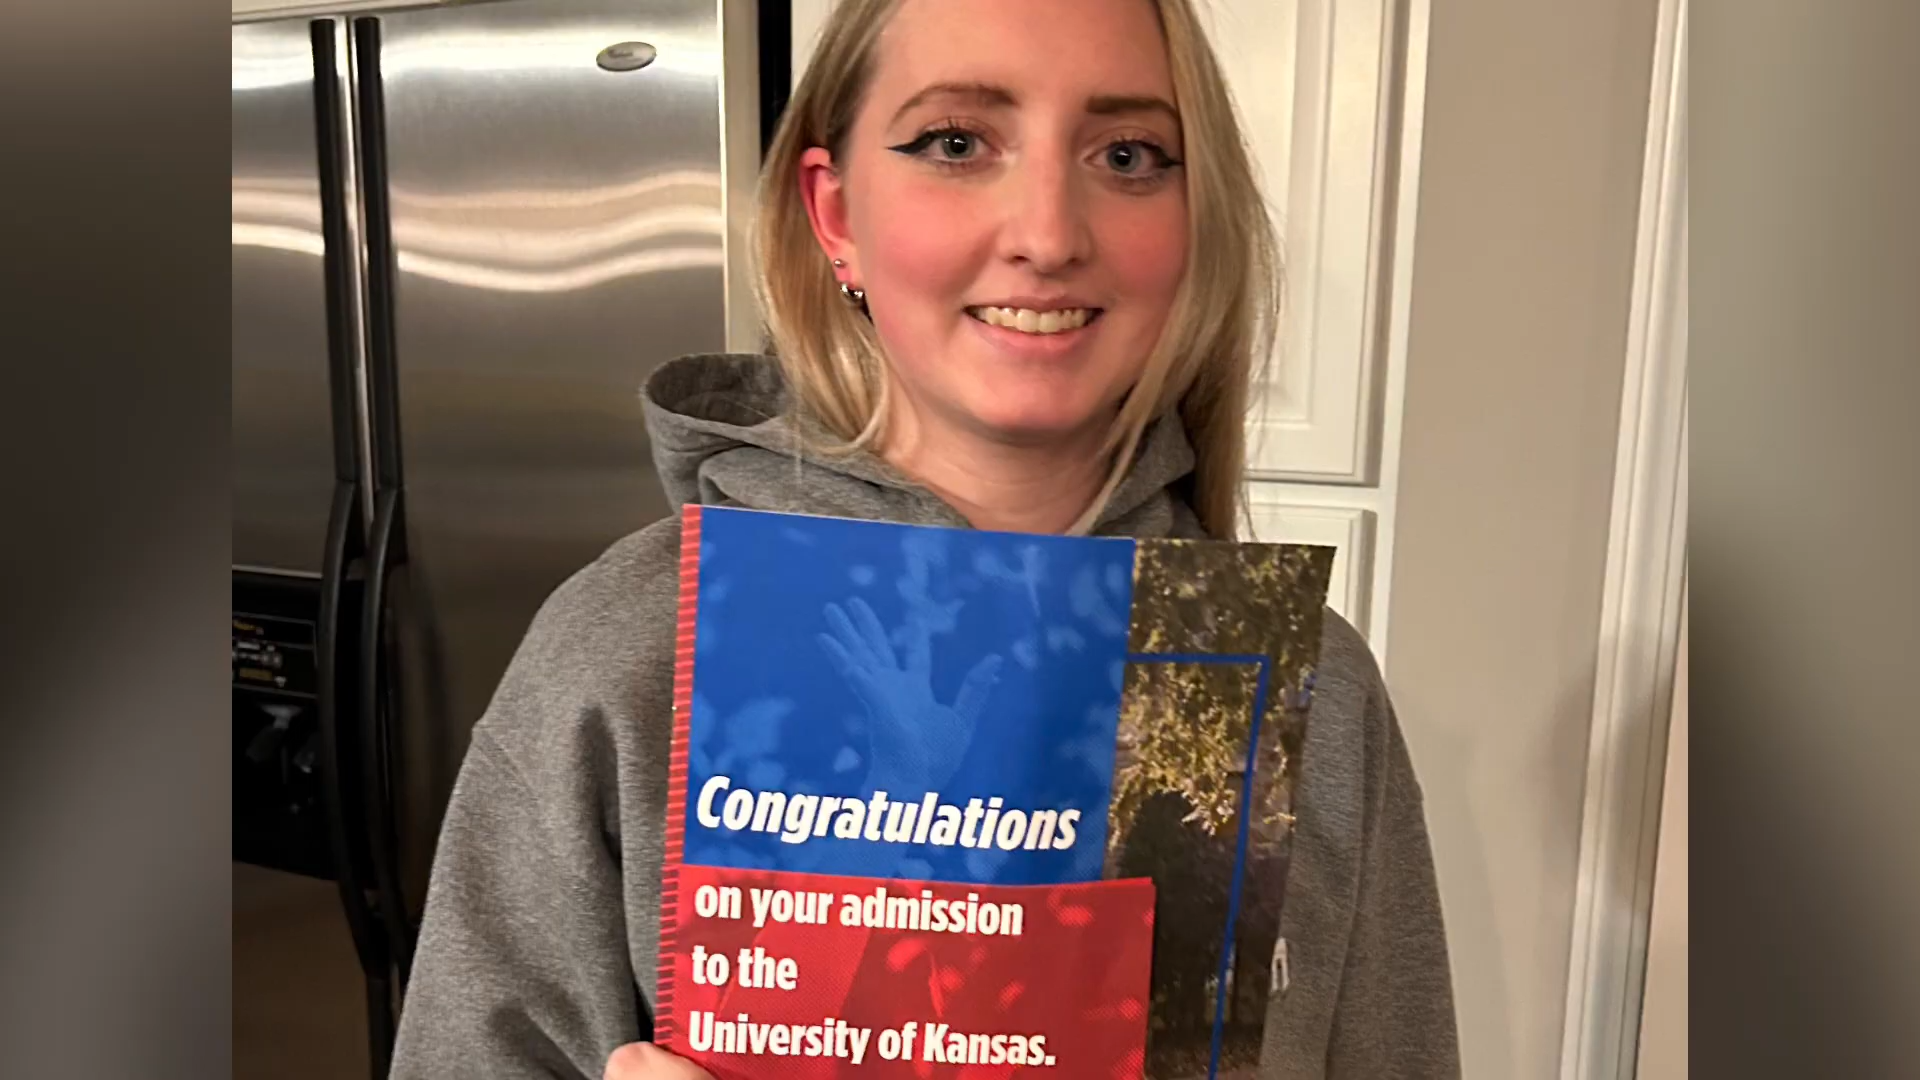 Congratulations
on your admission
to the
University of Kansas.